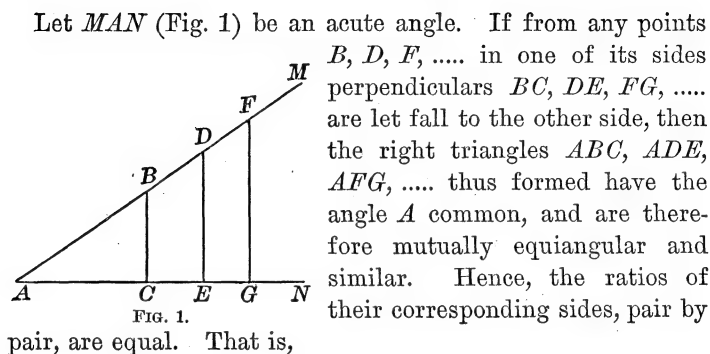 Let MAN (Fig. 1) be an acute angle. If from any points
B, D, F, ..... in one of its sides
perpendiculars BC, DE, FG, .....
are let fall to the other side, then
the right triangles ABC, ADE,
AFG, ..... thus formed have the
angle A common, and are there-
fore mutually equiangular and
similar. Hence, the ratios of
their corresponding sides, pair by
pair, are equal. That is,
M
F
D
B
A C E G N
FIG. 1.